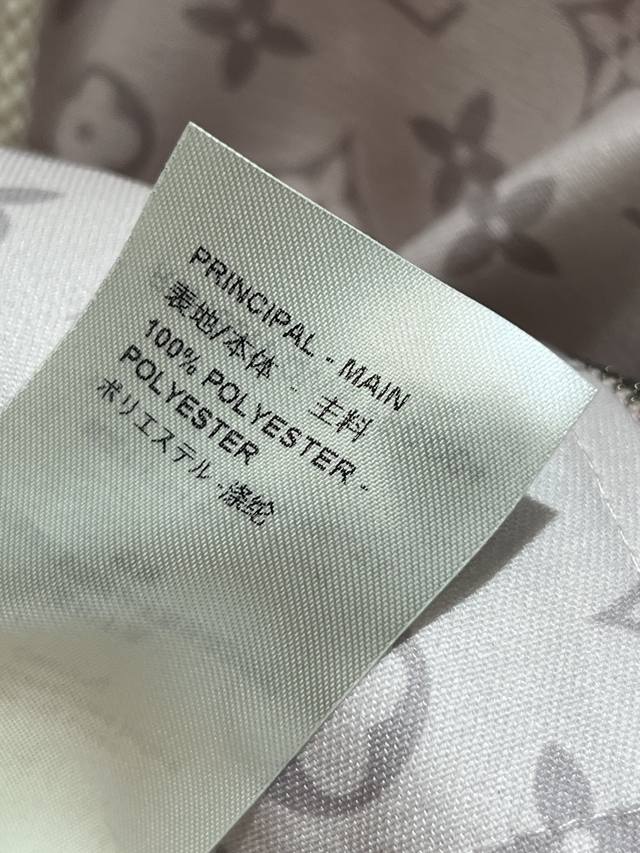 PRINCIPAL - MAIN
表地/本体 - 主料
100% POLYESTER -
POLYESTER
ポリエステル - 涤纶